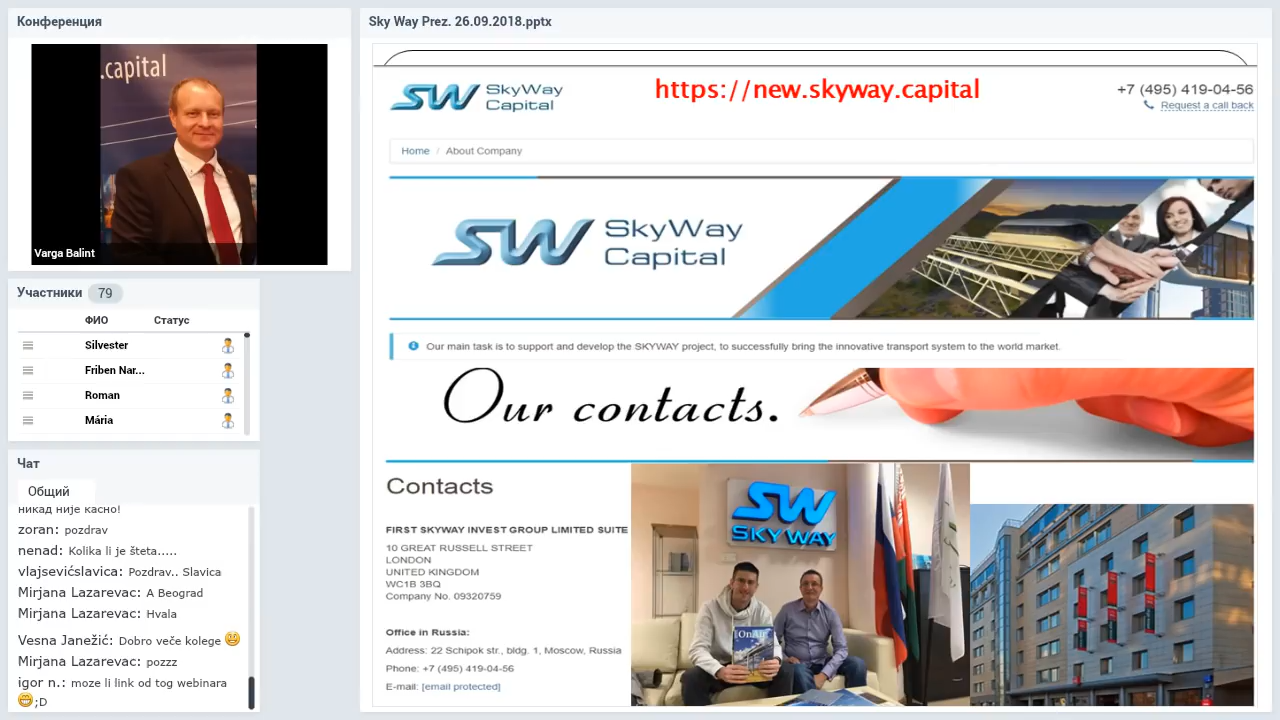 Конференция
Varga Balint
Участники 79
ФИО Статус
Silvester
Friben Nar...
Roman
Mária
Чат
Общий
никад није касно!
zoran: pozdrav
nenad: Kolika li je šteta.....
vlajsevićslavica: Pozdrav.. Slavica
Mirjana Lazarevac: A Beograd
Mirjana Lazarevac: Hvala
Vesna Janežić: Dobro veče kolege 😃
Mirjana Lazarevac: pozzz
igor n.: moze li link od tog webinara
😁;D
Sky Way Prez. 26.09.2018.pptx
SW SkyWay
Capital
https://new.skyway.capital
+7 (495) 419-04-56
Request a call back
Home / About Company
SW SkyWay
Capital
Our main task is to support and develop the SKYWAY project, to successfully bring the innovative transport system to the world market.
Our contacts.
Contacts
FIRST SKYWAY INVEST GROUP LIMITED SUITE
10 GREAT RUSSELL STREET
LONDON
UNITED KINGDOM
WC1B 3BQ
Company No. 09320759
Office in Russia:
Address: 22 Schipok str., bldg. 1, Moscow, Russia
Phone: +7 (495) 419-04-56
E-mail: [email protected]
SW
SKY WAY
OnAir
.capital